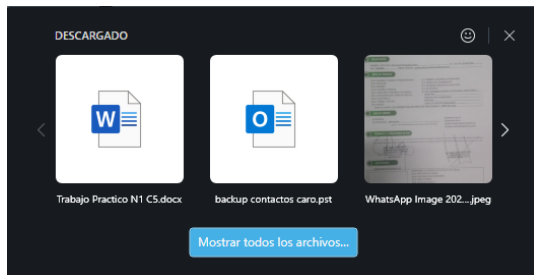 DESCARGADO
W
O
Trabajo Practico N1 C5.docx
backup contactos caro.pst
WhatsApp Image 202....jpeg
Mostrar todos los archivos...